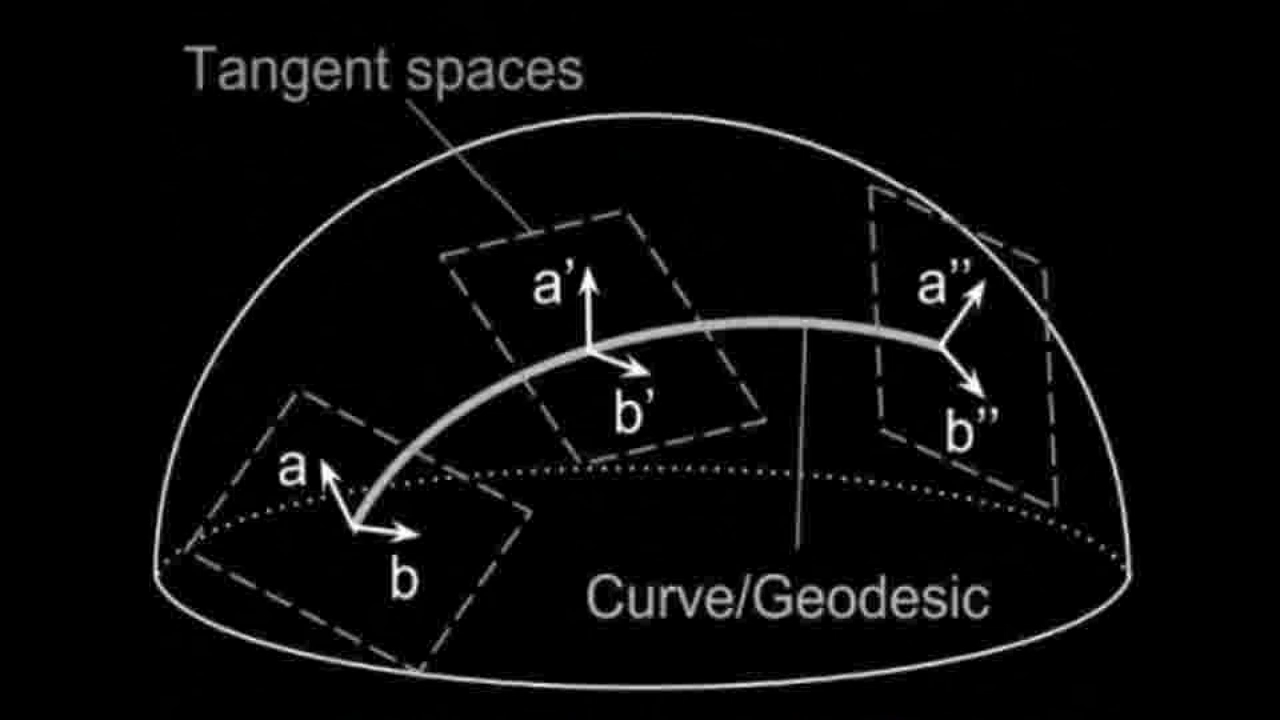 Tangent spaces
a’
a’’
b’
b’’
a
b
Curve/Geodesic